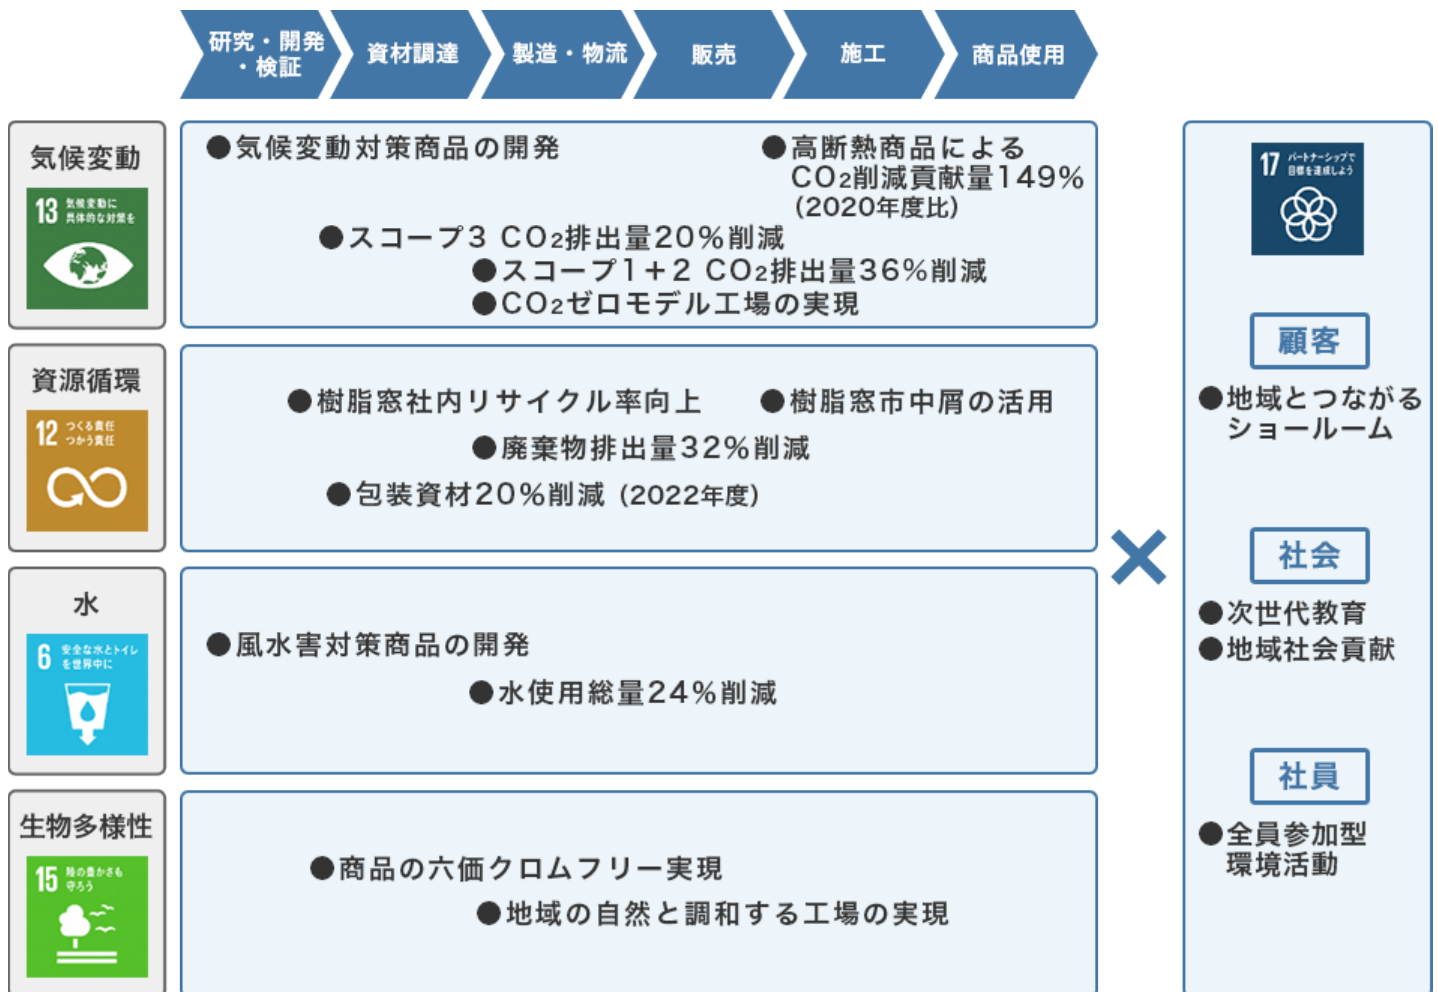 研究・開発
・検証
資材調達
製造・物流
販売
施工
商品使用
気候変動
13 気候変動に
具体的な対策を
●気候変動対策商品の開発
●高断熱商品による
CO2削減貢献量149%
(2020年度比)
●スコープ3 CO2排出量20%削減
●スコープ1+2 CO2排出量36%削減
●CO2ゼロモデル工場の実現
資源循環
12 つくる責任
つかう責任
●樹脂窓社内リサイクル率向上
●樹脂窓市中屑の活用
●廃棄物排出量32%削減
●包装資材20%削減 (2022年度)
水
6 安全な水とトイレ
を世界中に
●風水害対策商品の開発
●水使用総量24%削減
生物多様性
15 陸の豊かさも
守ろう
●商品の六価クロムフリー実現
●地域の自然と調和する工場の実現
×
17 パートナーシップで
目標を達成しよう
顧客
●地域とつながる
ショールーム
社会
●次世代教育
●地域社会貢献
社員
●全員参加型
環境活動